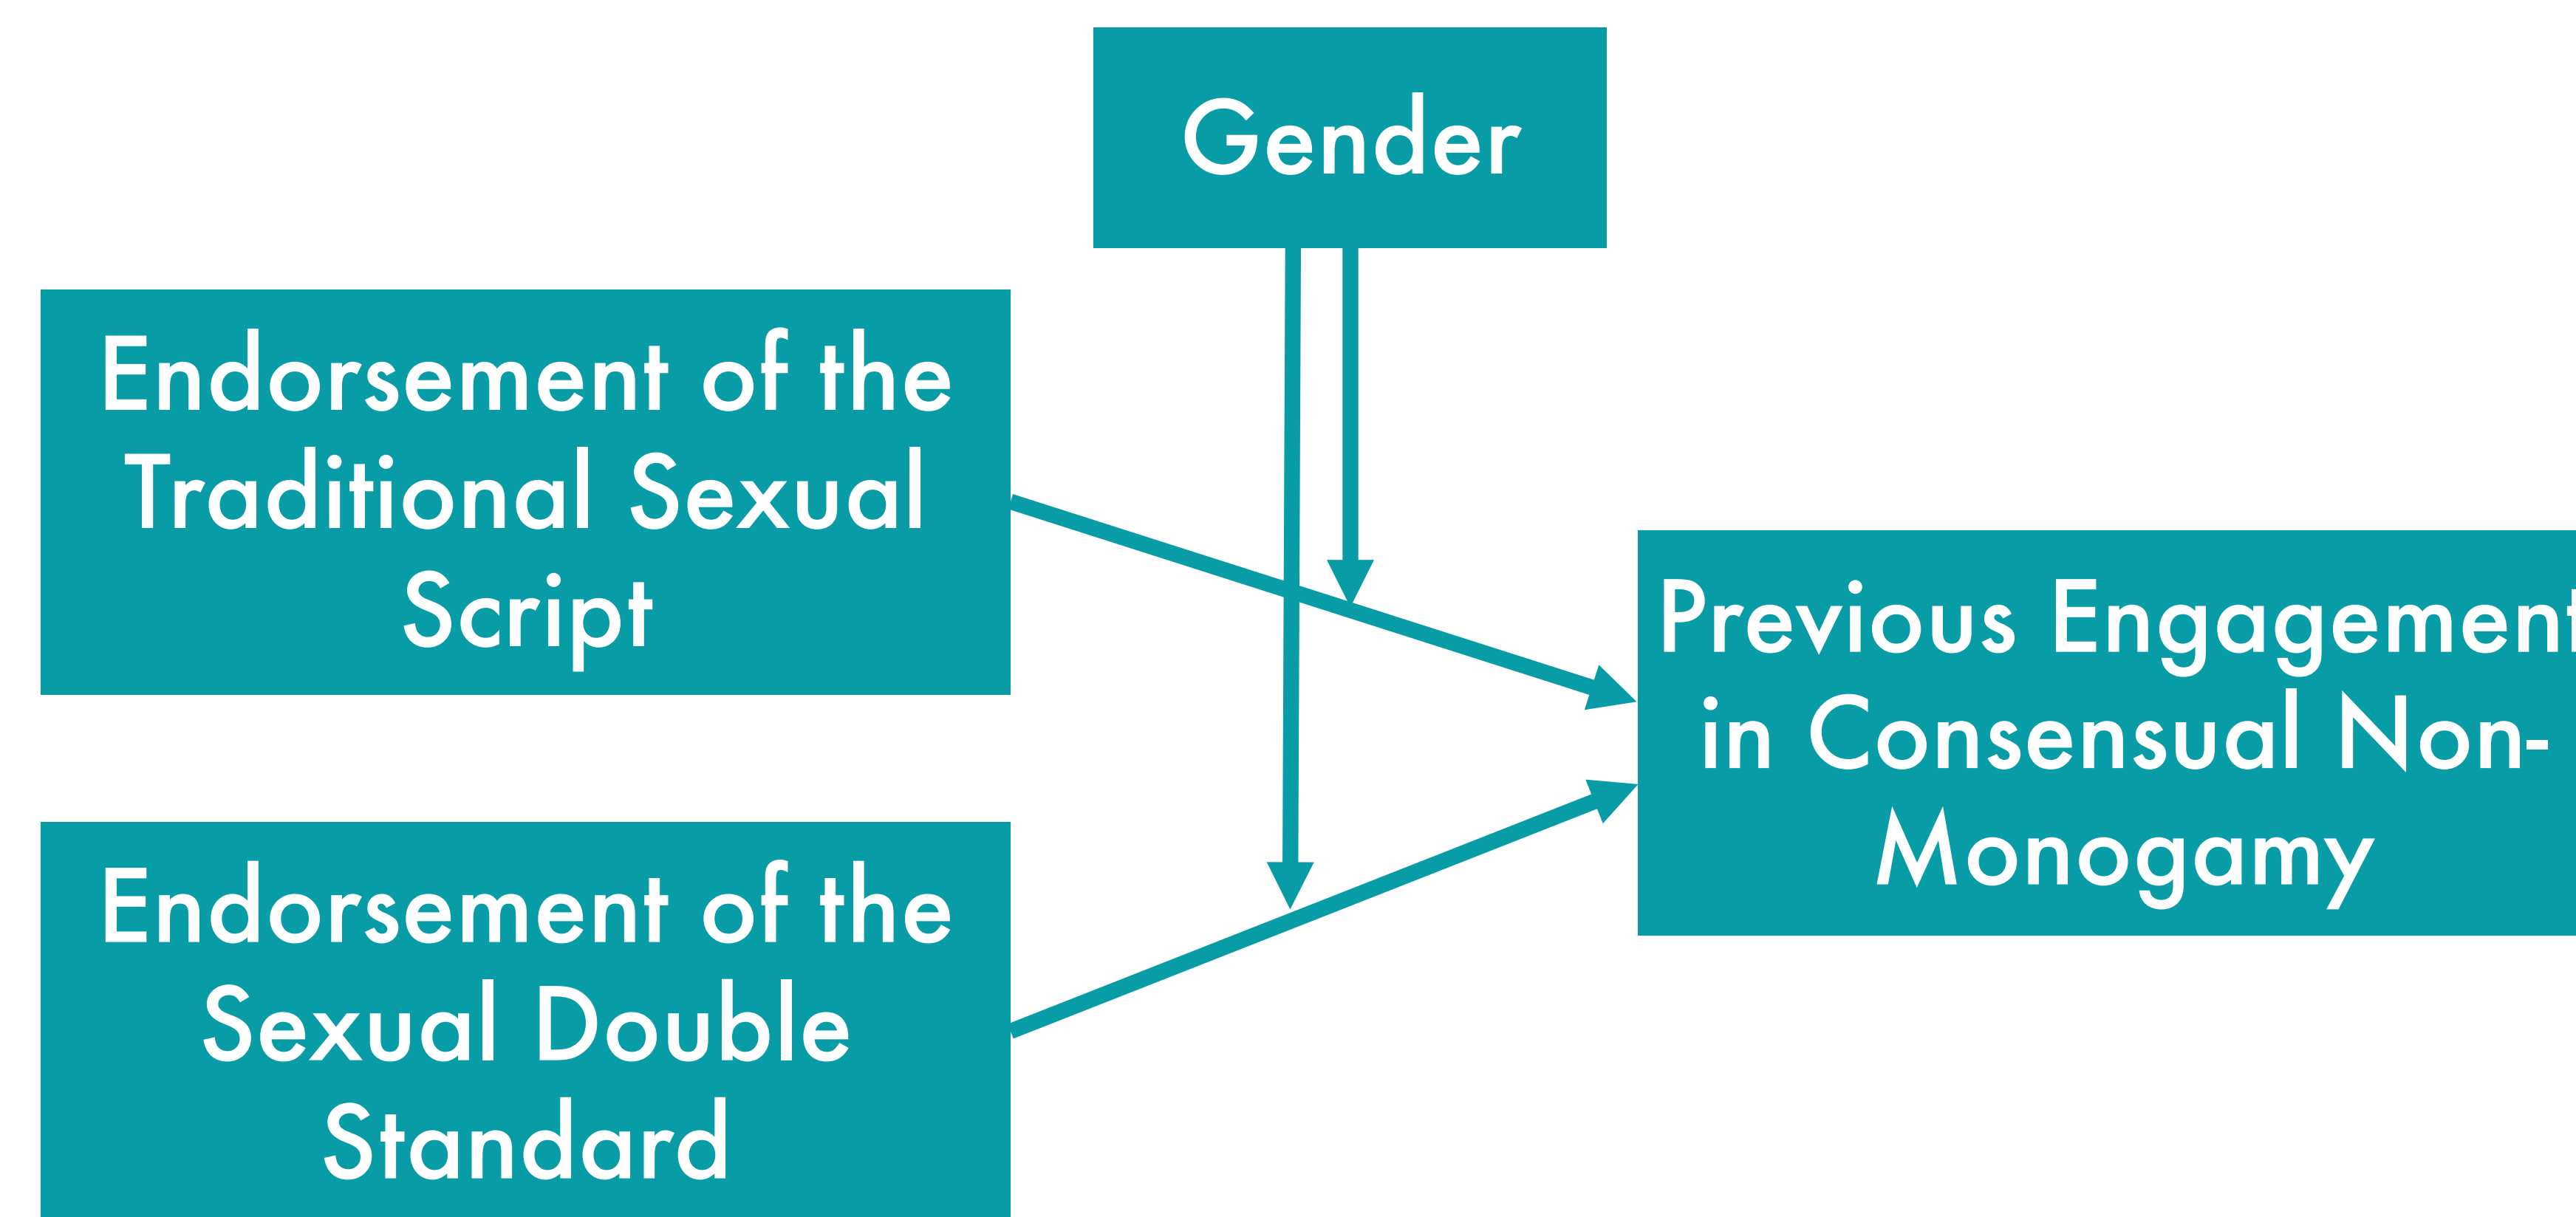 Gender
Endorsement of the
Traditional Sexual
Script
Previous Engagement
in Consensual Non-
Monogamy
Endorsement of the
Sexual Double
Standard